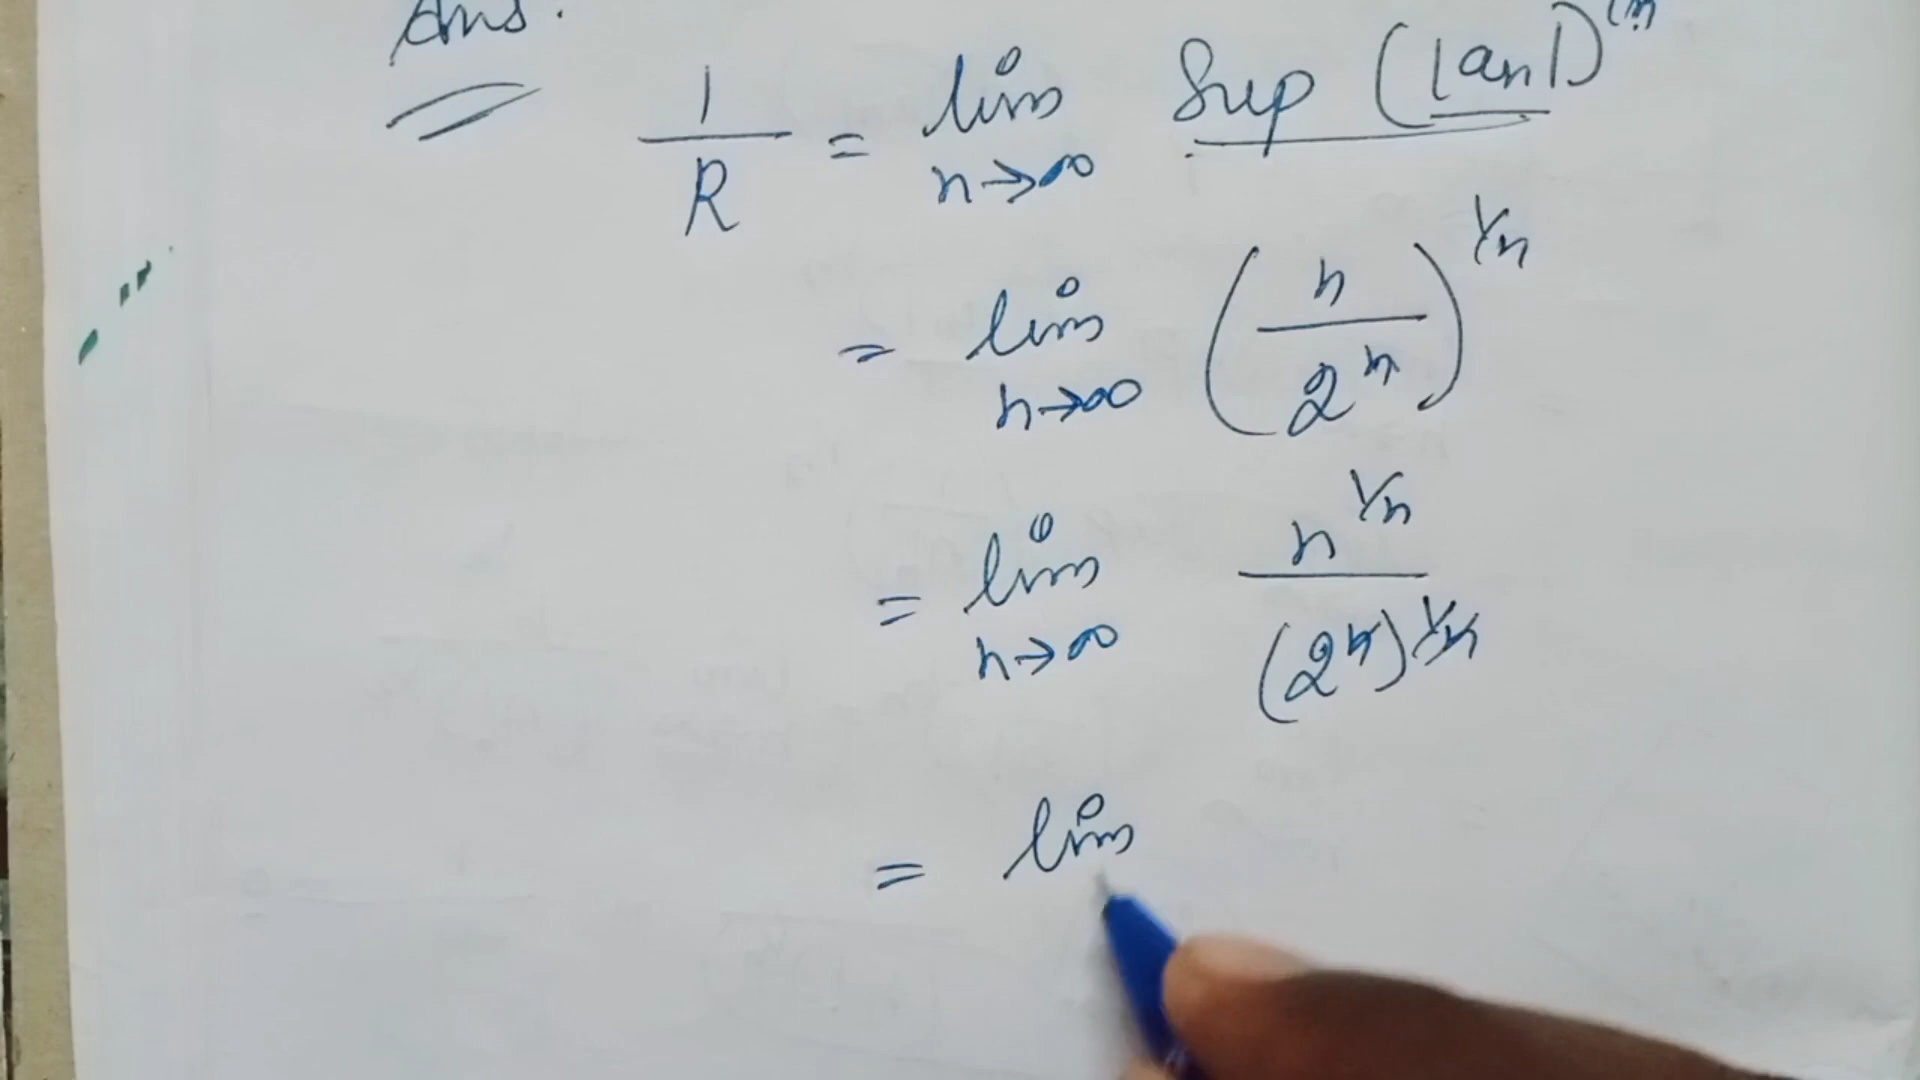 Ans.
1/R = lim n→∞ Sup (|an|)^1/n
= lim n→∞ (n/2^n)^1/n
= lim n→∞ n^1/n / (2^n)^1/n
= lim